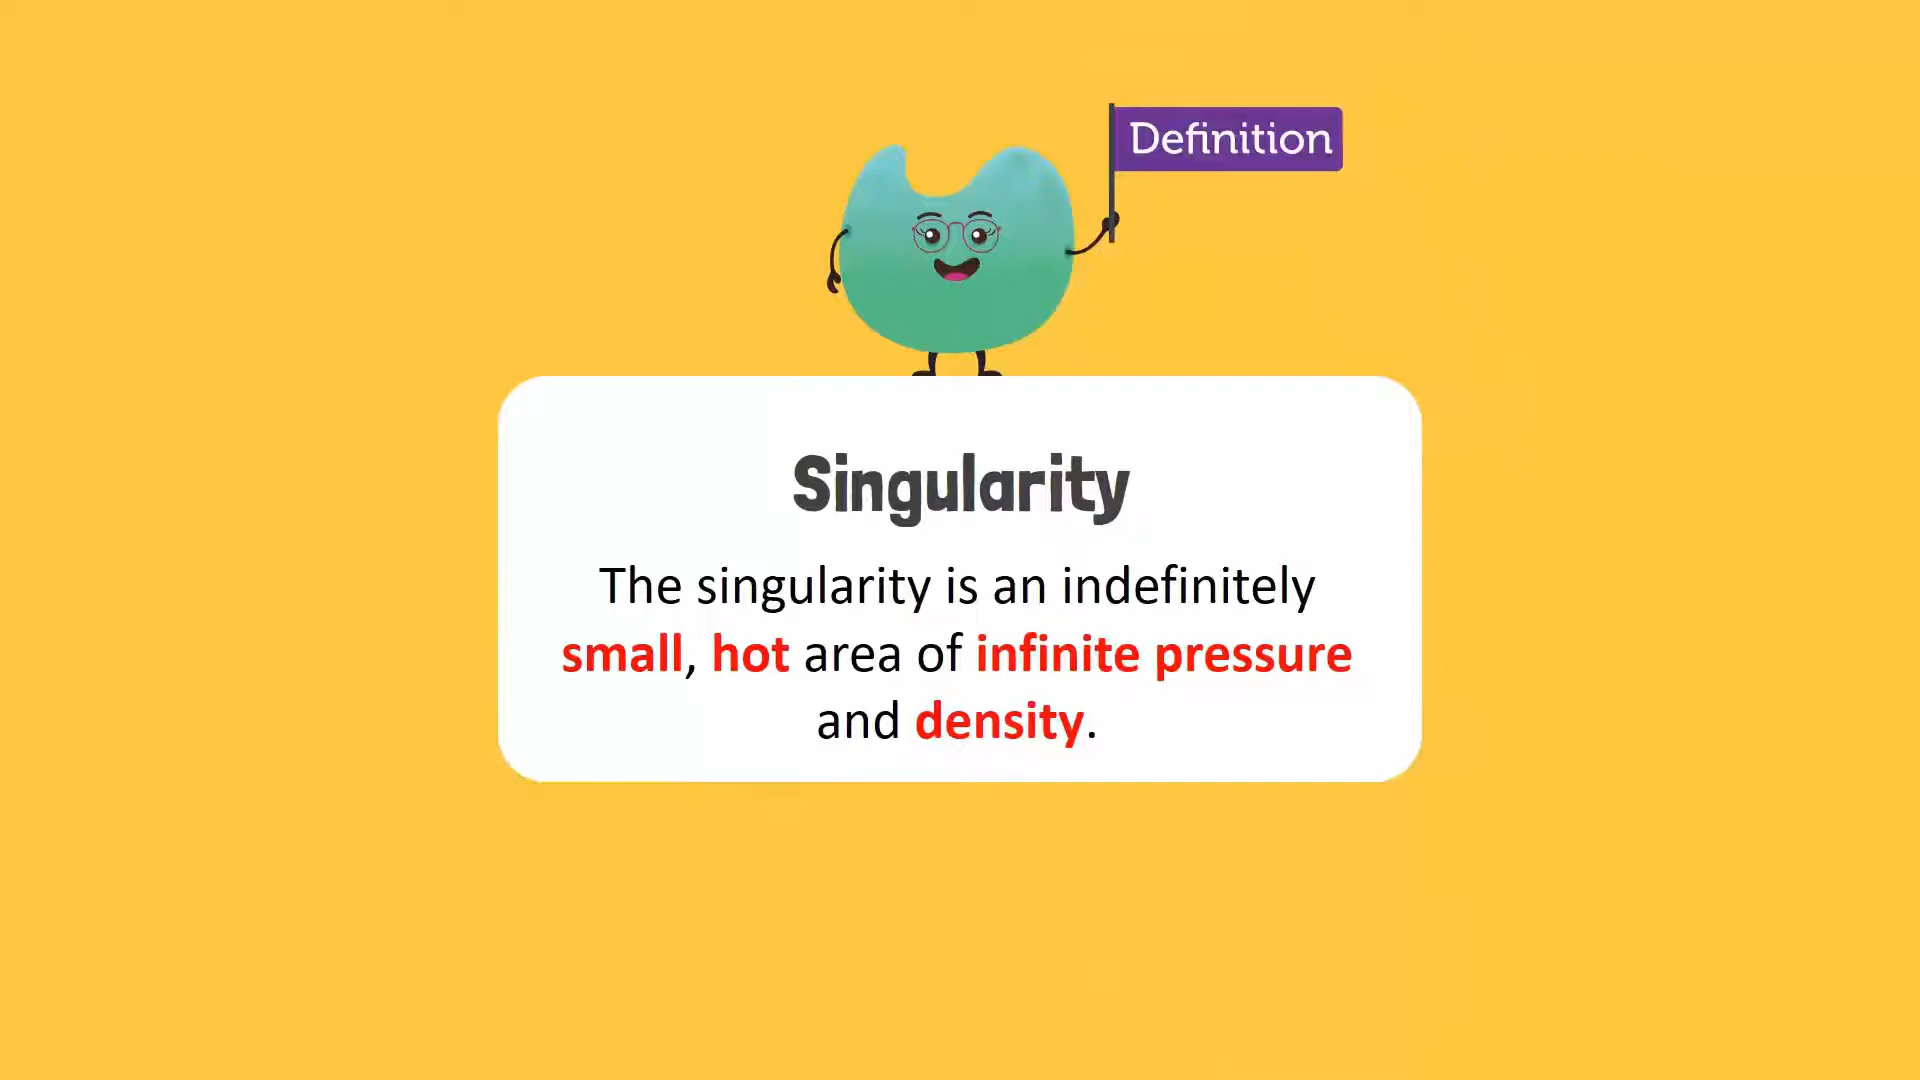 Definition
Singularity
The singularity is an indefinitely
small, hot area of infinite pressure
and density.